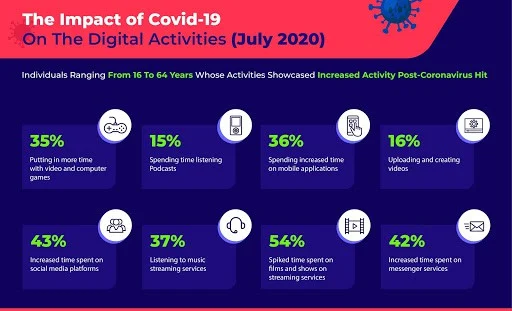 The Impact of Covid-19
On The Digital Activities (July 2020)
Individuals Ranging From 16 To 64 Years Whose Activities Showcased Increased Activity Post-Coronavirus Hit
35%
Putting in more time
with video and computer
games
15%
Spending time listening
Podcasts
36%
Spending increased time
on mobile applications
16%
Uploading and creating
videos
43%
Increased time spent on
social media platforms
37%
Listening to music
streaming services
54%
Spiked time spent on
films and shows on
streaming services
42%
Increased time spent on
messenger services